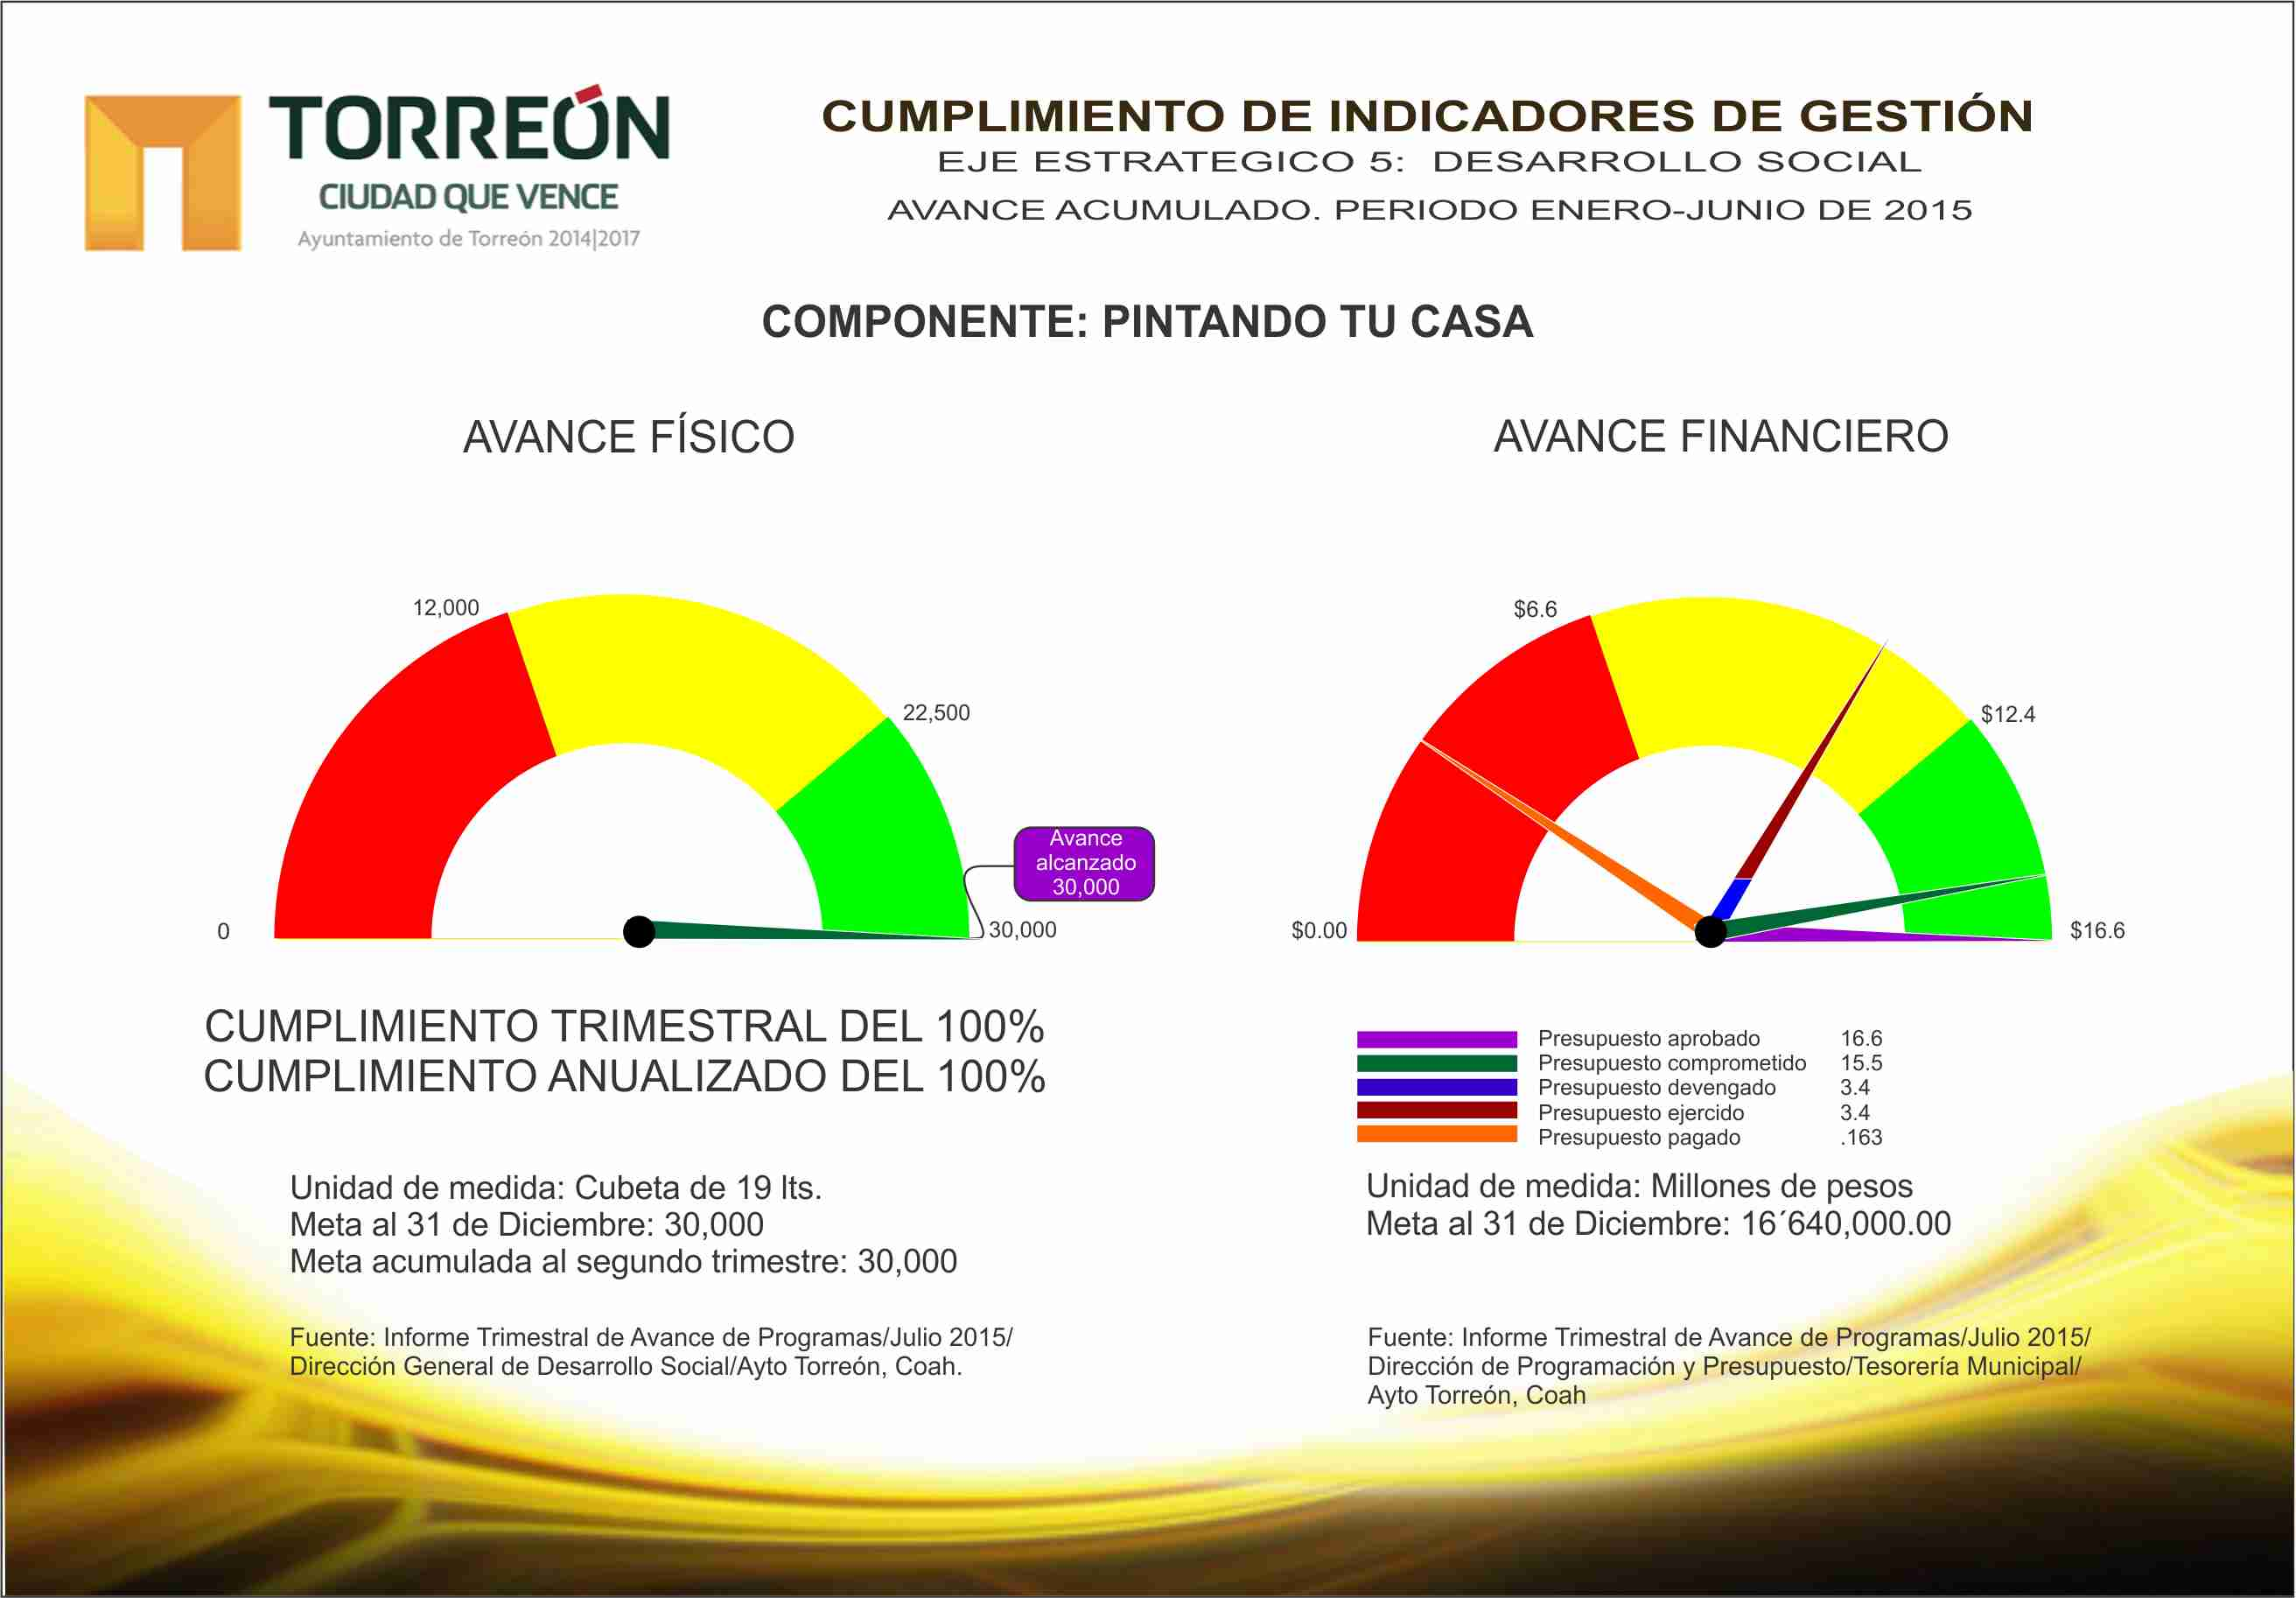 TORREÓN
CIUDAD QUE VENCE
Ayuntamiento de Torreón 2014|2017
CUMPLIMIENTO DE INDICADORES DE GESTIÓN
EJE ESTRATEGICO 5: DESARROLLO SOCIAL
AVANCE ACUMULADO. PERIODO ENERO-JUNIO DE 2015
COMPONENTE: PINTANDO TU CASA
AVANCE FÍSICO
12,000
22,500
Avance
alcanzado
30,000
0
30,000
CUMPLIMIENTO TRIMESTRAL DEL 100%
CUMPLIMIENTO ANUALIZADO DEL 100%
Unidad de medida: Cubeta de 19 lts.
Meta al 31 de Diciembre: 30,000
Meta acumulada al segundo trimestre: 30,000
Fuente: Informe Trimestral de Avance de Programas/Julio 2015/
Dirección General de Desarrollo Social/Ayto Torreón, Coah.
AVANCE FINANCIERO
$6.6
$12.4
$0.00
$16.6
Presupuesto aprobado 16.6
Presupuesto comprometido 15.5
Presupuesto devengado 3.4
Presupuesto ejercido 3.4
Presupuesto pagado .163
Unidad de medida: Millones de pesos
Meta al 31 de Diciembre: 16´640,000.00
Fuente: Informe Trimestral de Avance de Programas/Julio 2015/
Dirección de Programación y Presupuesto/Tesorería Municipal/
Ayto Torreón, Coah